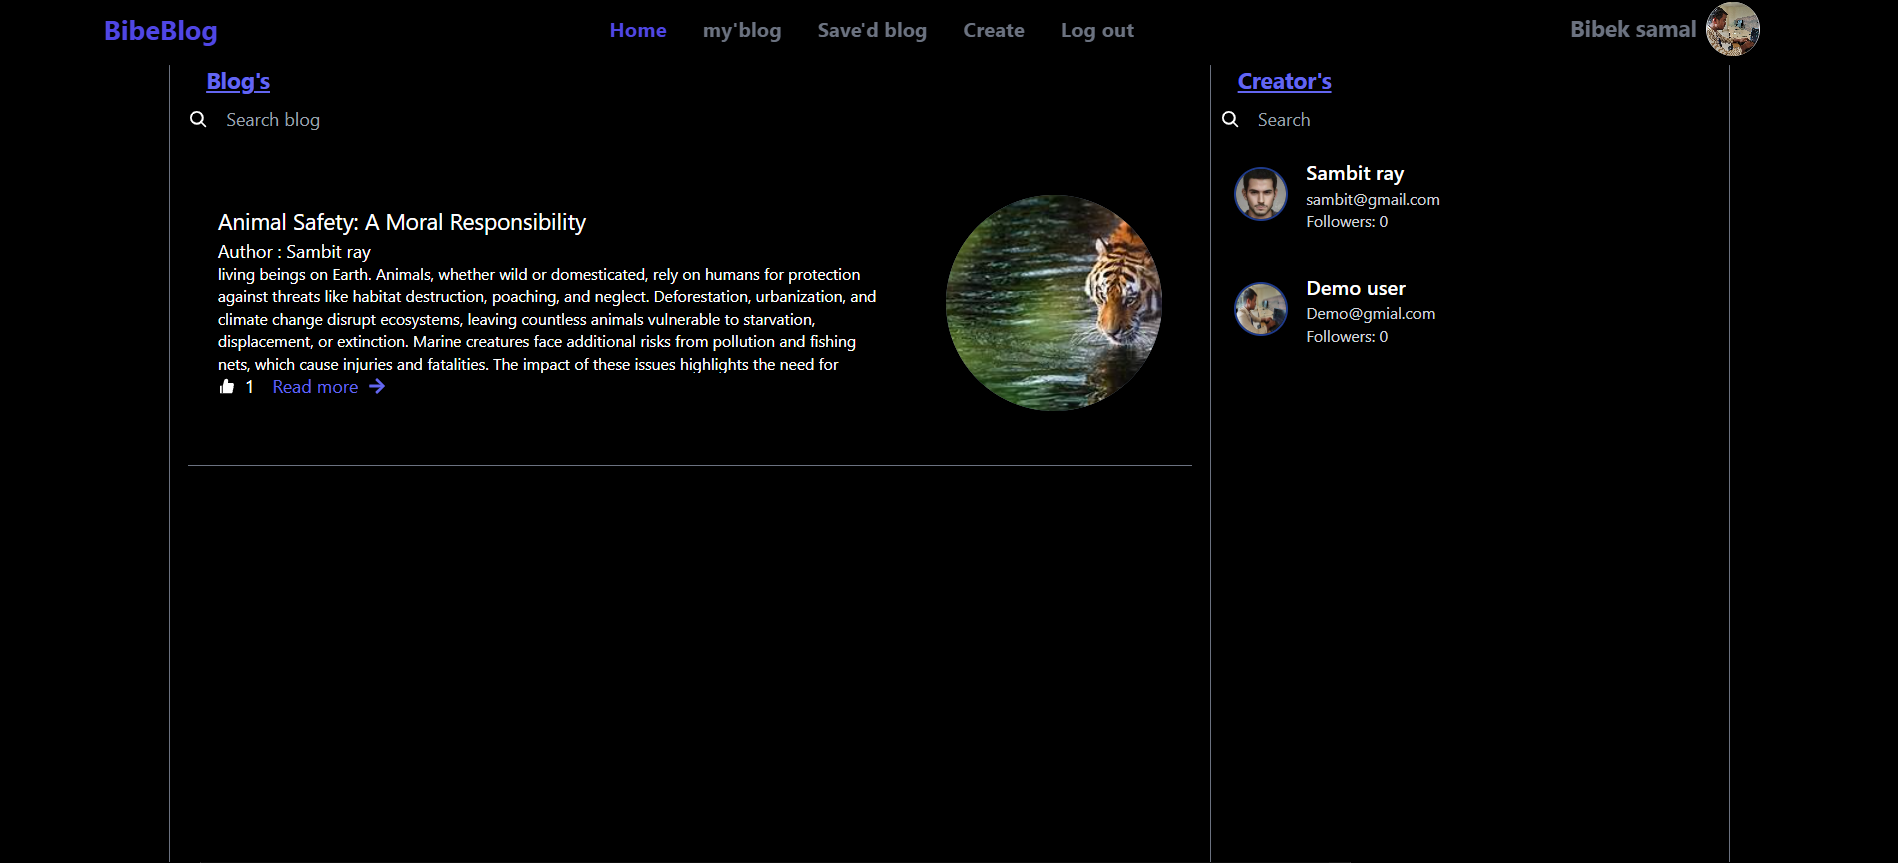 BibeBlog
Home my'blog Save'd blog Create Log out
Bibek samal
Blog's
Search blog
Animal Safety: A Moral Responsibility
Author : Sambit ray
living beings on Earth. Animals, whether wild or domesticated, rely on humans for protection
against threats like habitat destruction, poaching, and neglect. Deforestation, urbanization, and
climate change disrupt ecosystems, leaving countless animals vulnerable to starvation,
displacement, or extinction. Marine creatures face additional risks from pollution and fishing
nets, which cause injuries and fatalities. The impact of these issues highlights the need for
1 Read more
Creator's
Search
Sambit ray
sambit@gmail.com
Followers: 0
Demo user
Demo@gmial.com
Followers: 0